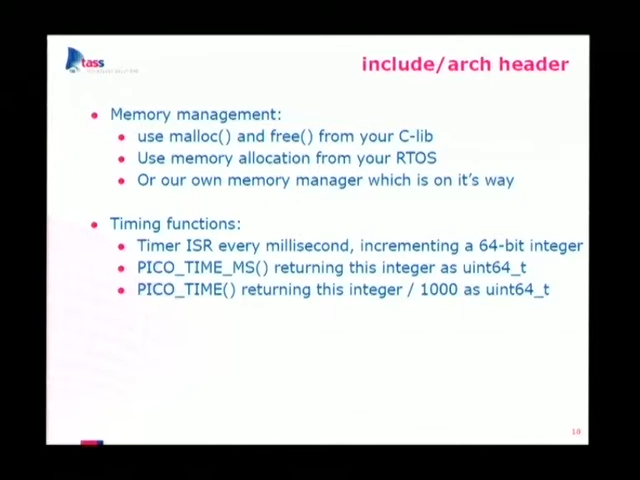 tass
include/arch header
Memory management:
use malloc() and free() from your C-lib
Use memory allocation from your RTOS
Or our own memory manager which is on it's way
Timing functions:
Timer ISR every millisecond, incrementing a 64-bit integer
PICO_TIME_MS() returning this integer as uint64_t
PICO_TIME() returning this integer / 1000 as uint64_t
18